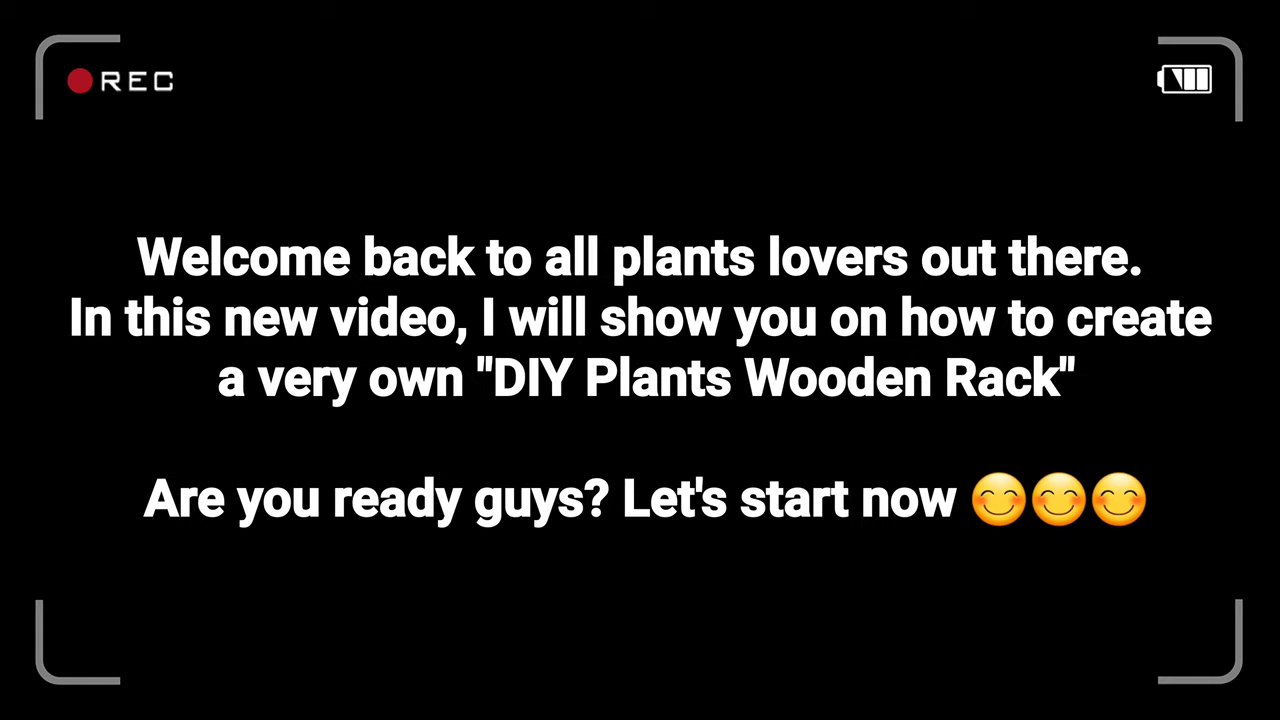 REC
Welcome back to all plants lovers out there.
In this new video, I will show you on how to create
a very own "DIY Plants Wooden Rack"
Are you ready guys? Let's start now 😊😊😊